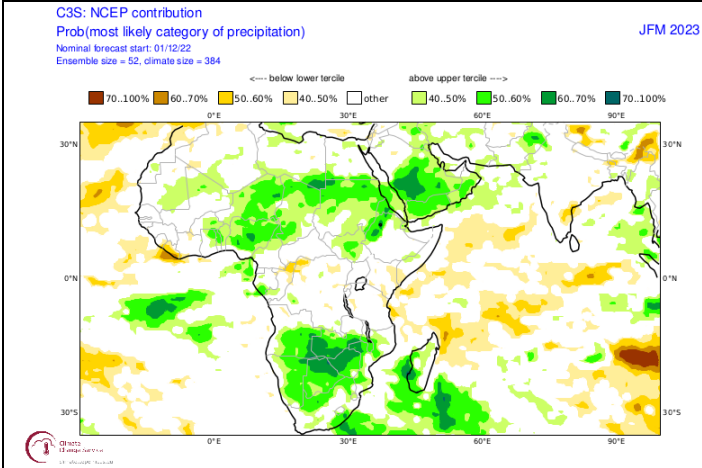 C3S: NCEP contribution
Prob(most likely category of precipitation)
JFM 2023
Nominal forecast start: 01/12/22
Ensemble size = 52, climate size = 384
<---- below lower tercile
above upper tercile ---->
70..100% 60..70% 50..60% 40..50% other 40..50% 50..60% 60..70% 70..100%
0°E 30°E 60°E 90°E
30°N 30°N
0°N 0°N
30°S 30°S
0°E 30°E 60°E 90°E
Climate
Change Service